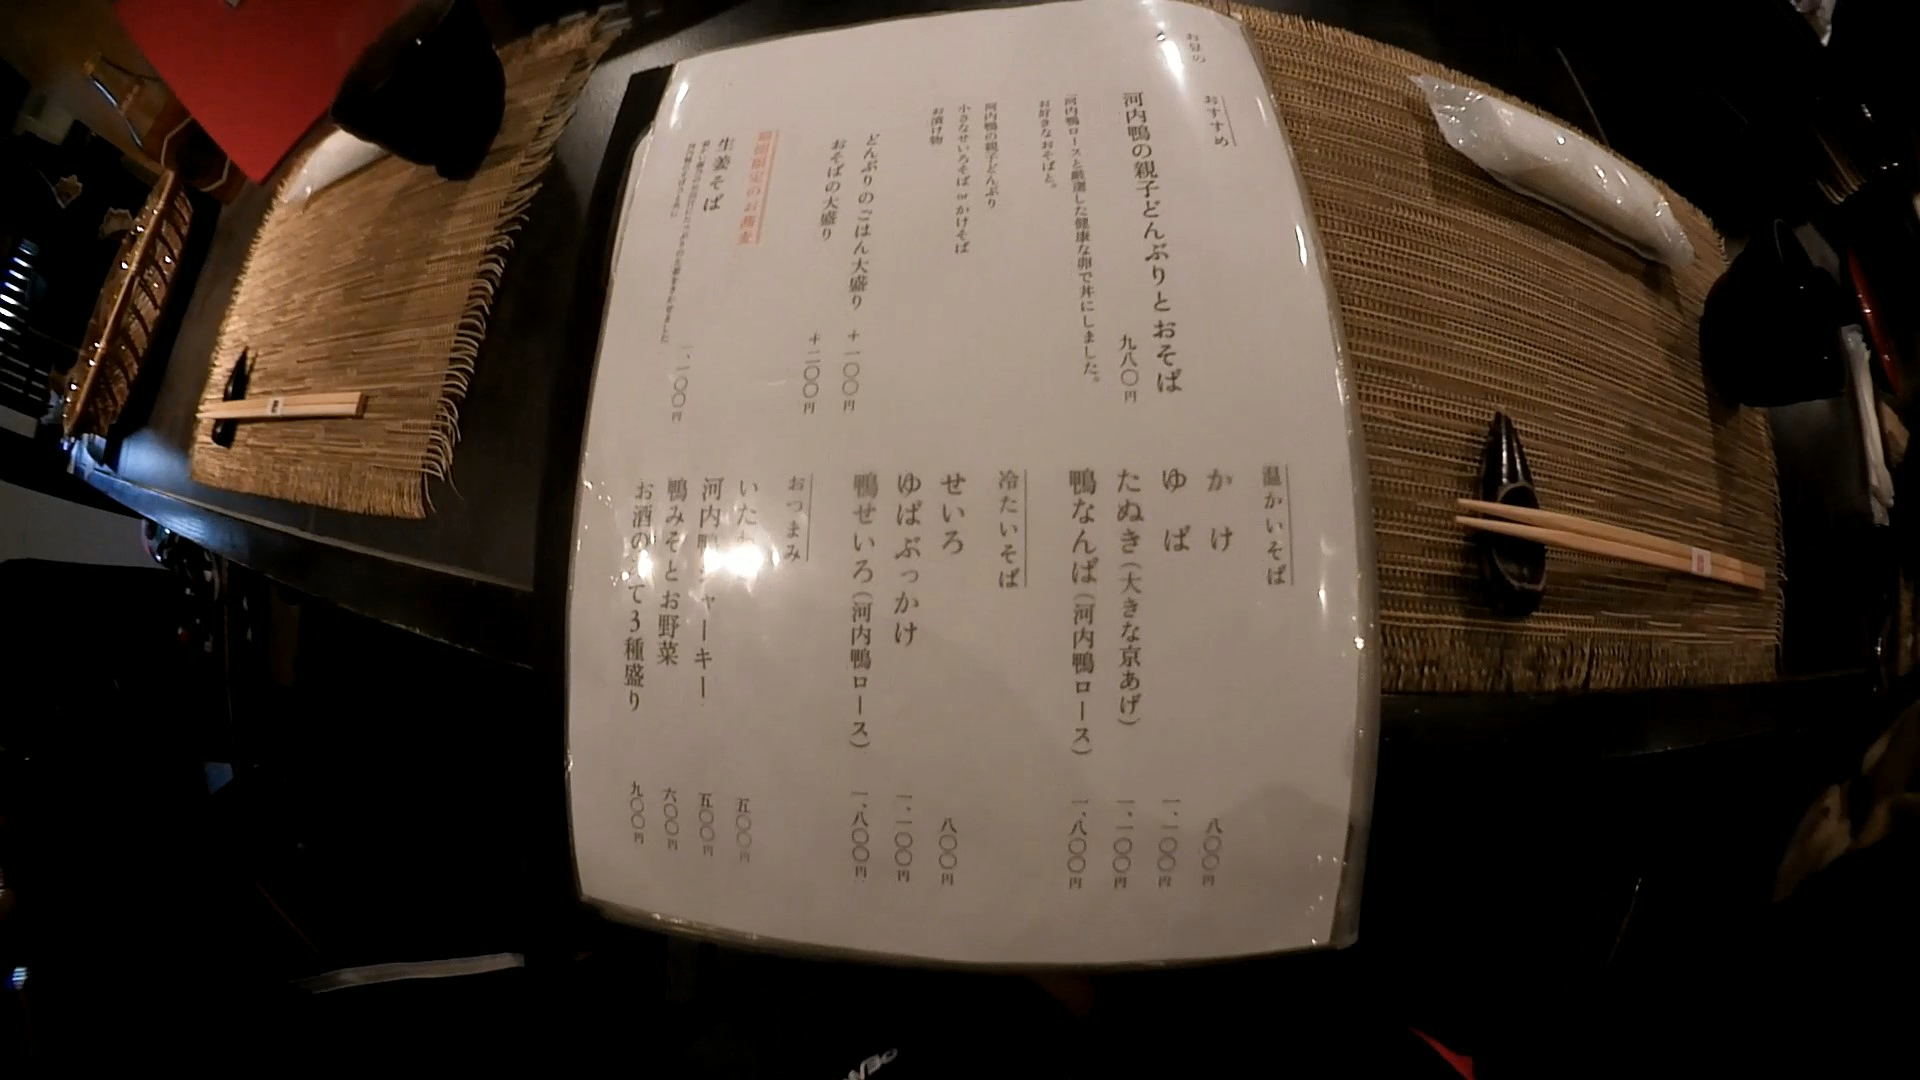 お昼の
おすすめ
河内鴨の親子どんぶりとおそば
九八〇円
河内鴨ロースと厳選した健康な卵で丼にしました。
お好きなおそばと。
河内鴨の親子どんぶり
小さなせいろそば or かけそば
お漬け物
どんぶりのごはん大盛り
+一〇〇円
おそばの大盛り
+二〇〇円
期間限定のお蕎麦
生姜そば
一、一〇〇円
温かいそば
かけ
八〇〇円
ゆば
一、一〇〇円
たぬき(大きな京あげ)
一、一〇〇円
鴨なんば(河内鴨ロース)
一、八〇〇円
冷たいそば
せいろ
八〇〇円
ゆばぶっかけ
一、一〇〇円
鴨せいろ(河内鴨ロース)
一、八〇〇円
おつまみ
五〇〇円
河内鴨ジャーキー
五〇〇円
鴨みそとお野菜
六〇〇円
お酒のあて3種盛り
九〇〇円